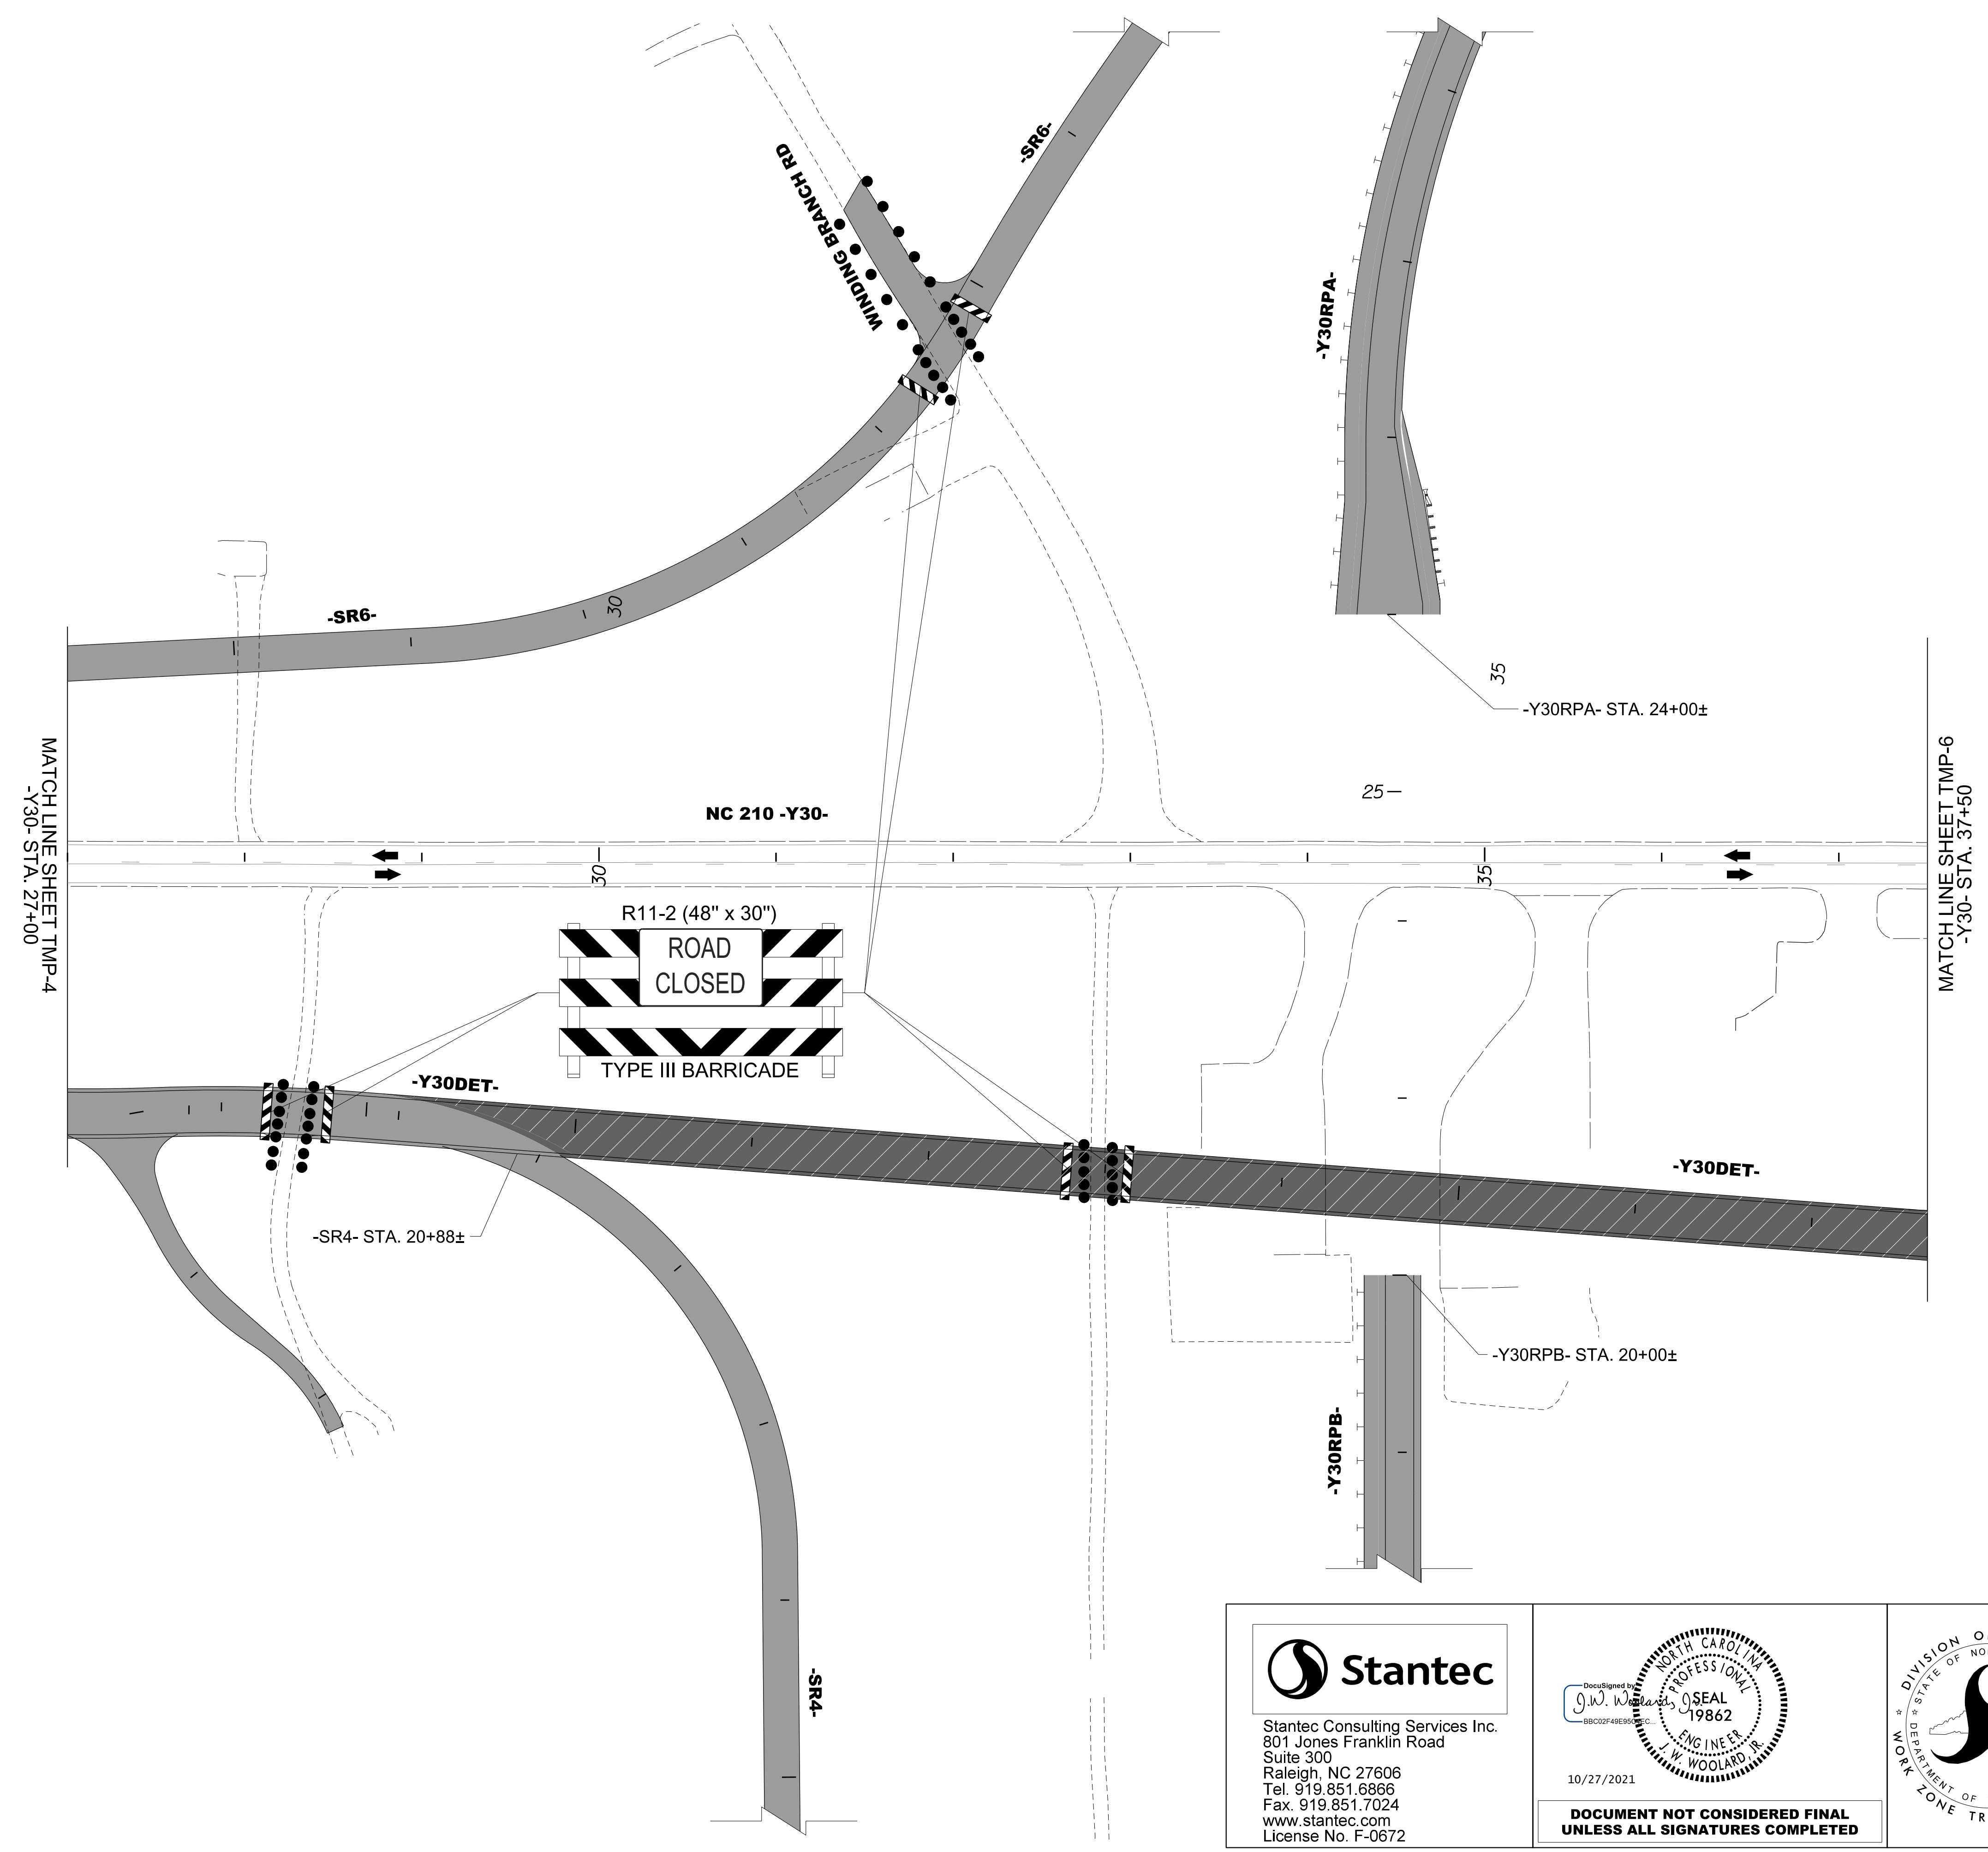 -SR6-
WINDING BRANCH RD
-Y30RPA-
-SR6-
30
35
-Y30RPA- STA. 24+00±
MATCH LINE SHEET TMP-4
-Y30- STA. 27+00
MATCH LINE SHEET TMP-6
-Y30- STA. 37+50
25
NC 210 -Y30-
30
35
R11-2 (48" x 30")
ROAD
CLOSED
TYPE III BARRICADE
-Y30DET-
-Y30DET-
-SR4- STA. 20+88±
-Y30RPB- STA. 20+00±
-Y30RPB-
-SR4-
Stantec
Stantec Consulting Services Inc.
801 Jones Franklin Road
Suite 300
Raleigh, NC 27606
Tel. 919.851.6866
Fax. 919.851.7024
www.stantec.com
License No. F-0672
DocuSigned by:
J.W. Woolard, Jr.
NORTH CAROLINA
PROFESSIONAL
SEAL
19862
ENGINEER
J. W. WOOLARD JR.
10/27/2021
DOCUMENT NOT CONSIDERED FINAL
UNLESS ALL SIGNATURES COMPLETED
DIVISION
STATE OF
DEPARTMENT OF
WORK ZONE